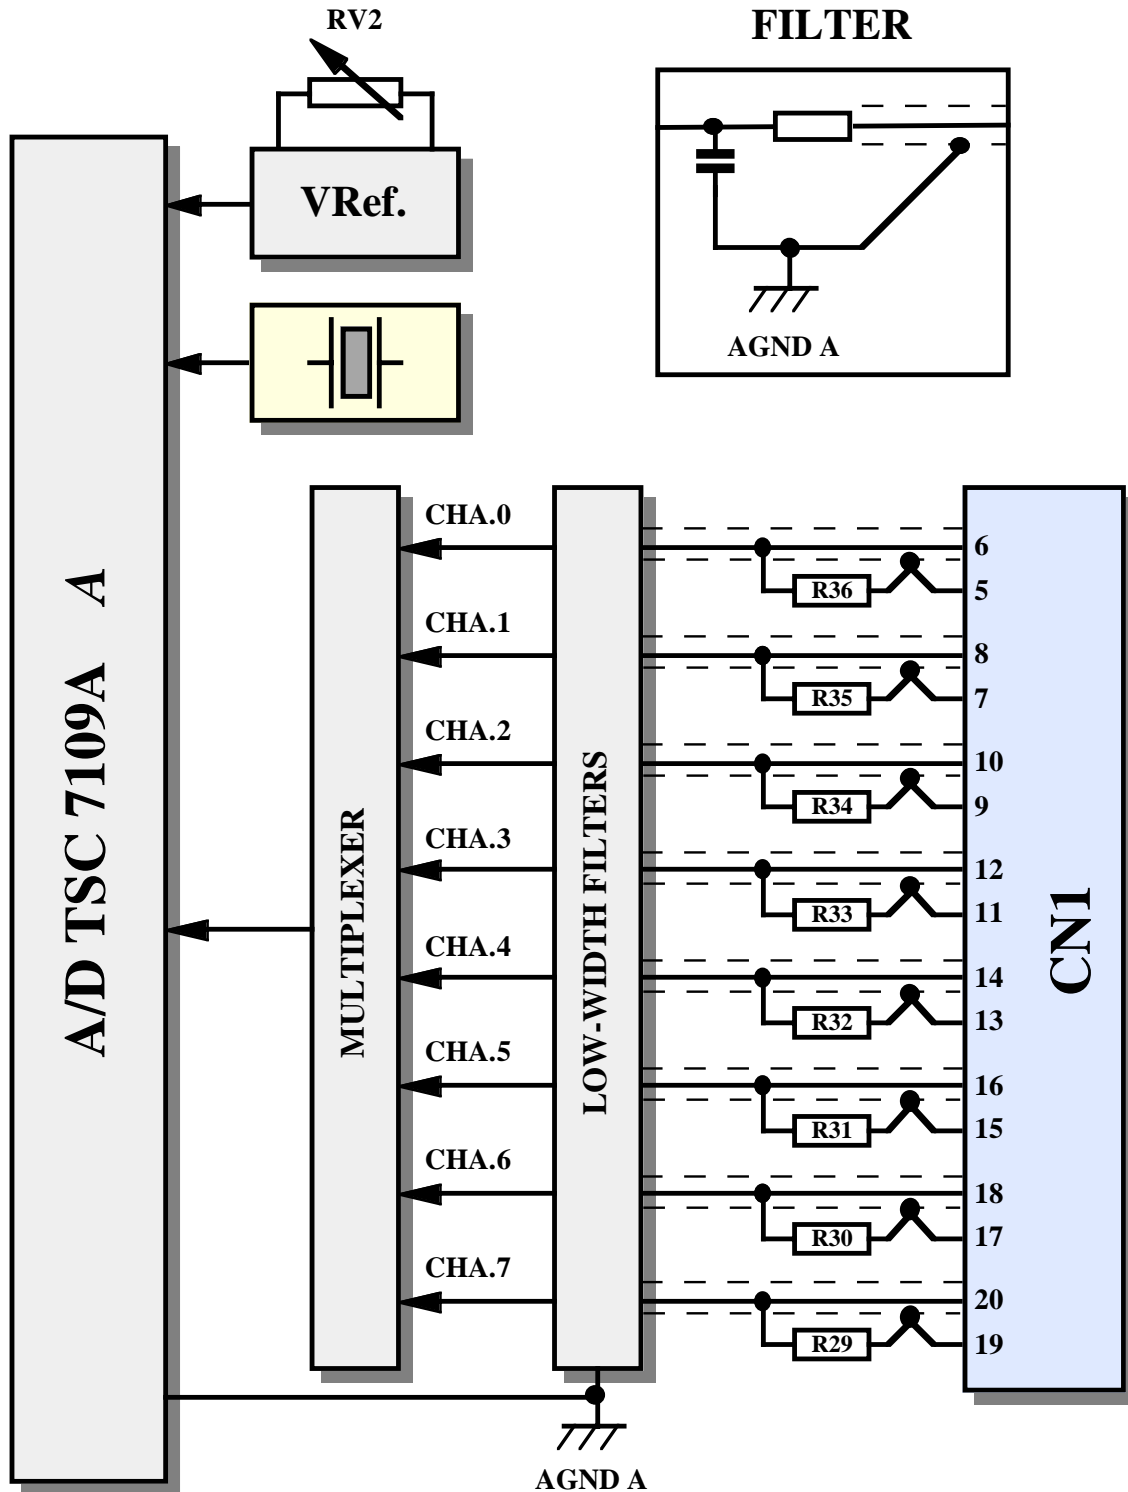 RV2
FILTER
VRef.
AGND A
A/D TSC 7109A A
MULTIPLEXER
LOW-WIDTH FILTERS
CN1
CHA.0
6
R36
5
CHA.1
8
R35
7
CHA.2
10
R34
9
CHA.3
12
R33
11
CHA.4
14
R32
13
CHA.5
16
R31
15
CHA.6
18
R30
17
CHA.7
20
R29
19
AGND A